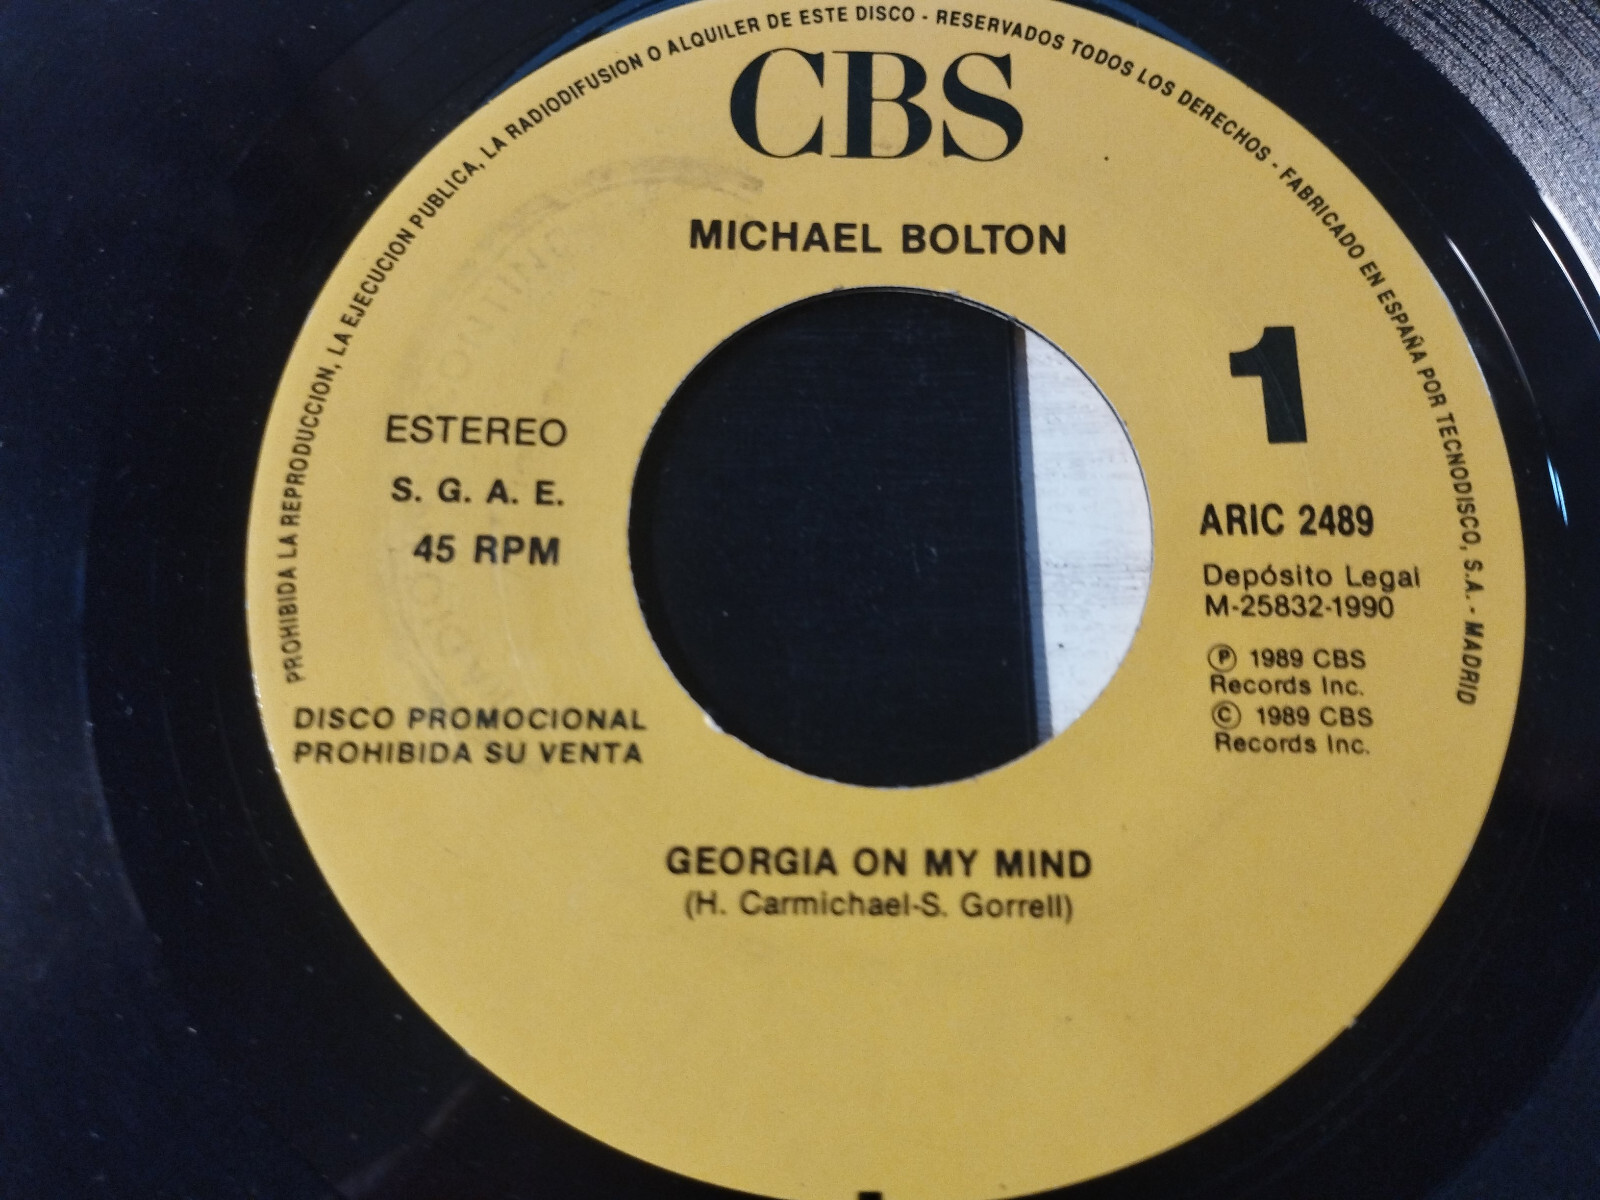 PROHIBIDA LA REPRODUCCION, LA EJECUCION PUBLICA, LA RADIODIFUSION O ALQUILER DE ESTE DISCO - RESERVADOS TODOS LOS DERECHOS - FABRICADO EN ESPAÑA POR TECNODISCO, S.A. - MADRID
CBS
MICHAEL BOLTON
1
ESTEREO
S. G. A. E.
45 RPM
ARIC 2489
Depósito Legal
M-25832-1990
Ⓟ 1989 CBS
Records Inc.
© 1989 CBS
Records Inc.
DISCO PROMOCIONAL
PROHIBIDA SU VENTA
GEORGIA ON MY MIND
(H. Carmichael-S. Gorrell)